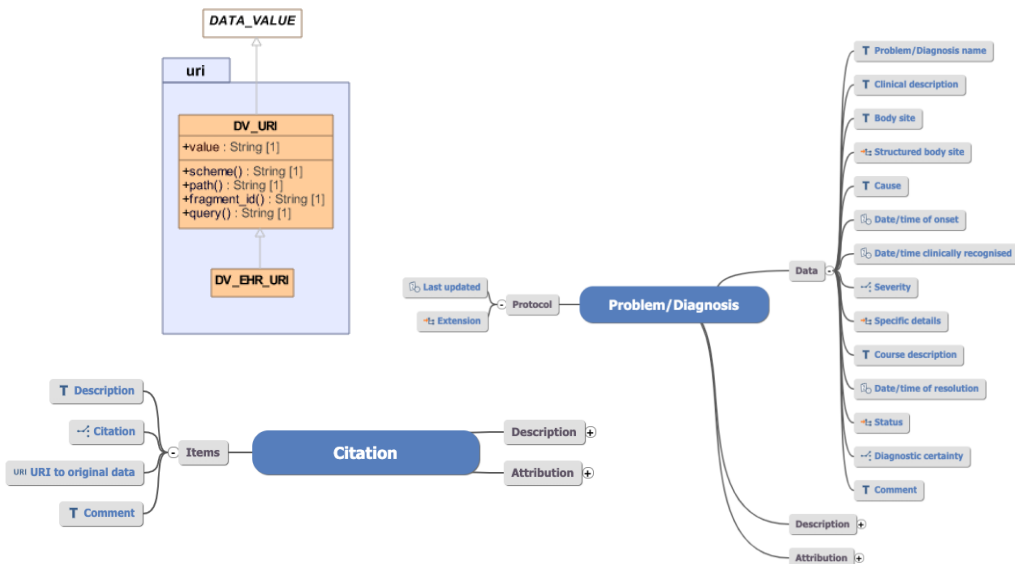 DATA_VALUE
uri
DV_URI
+value : String [1]
+scheme() : String [1]
+path() : String [1]
+fragment_id() : String [1]
+query() : String [1]
DV_EHR_URI
T Description
Citation
URI URI to original data
T Comment
Items
Citation
Description
Attribution
Last updated
Extension
Protocol
Problem/Diagnosis
Data
T Problem/Diagnosis name
T Clinical description
T Body site
Structured body site
T Cause
Date/time of onset
Date/time clinically recognised
Severity
Specific details
T Course description
Date/time of resolution
Status
Diagnostic certainty
T Comment
Description
Attribution